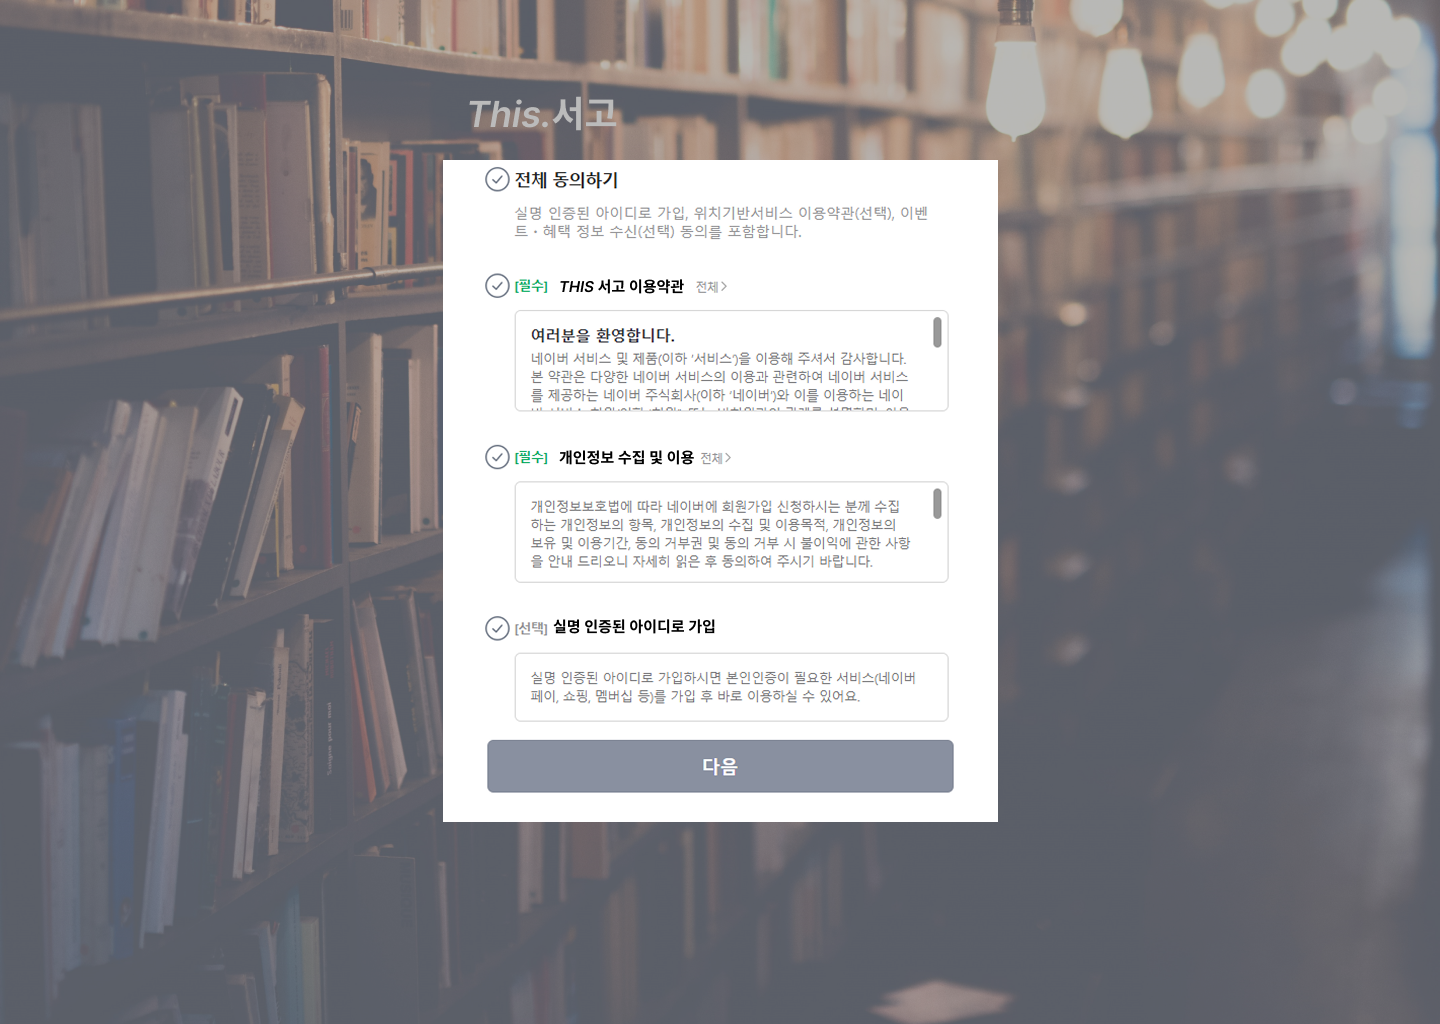 This.서고
전체 동의하기
실명 인증된 아이디로 가입, 위치기반서비스 이용약관(선택), 이벤
트・혜택 정보 수신(선택) 동의를 포함합니다.
[필수] THIS 서고 이용약관 전체
여러분을 환영합니다.
네이버 서비스 및 제품(이하 ‘서비스’)을 이용해 주셔서 감사합니다.
본 약관은 다양한 네이버 서비스의 이용과 관련하여 네이버 서비스
를 제공하는 네이버 주식회사(이하 ‘네이버’)와 이를 이용하는 네이
[필수] 개인정보 수집 및 이용 전체
개인정보보호법에 따라 네이버에 회원가입 신청하시는 분께 수집
하는 개인정보의 항목, 개인정보의 수집 및 이용목적, 개인정보의
보유 및 이용기간, 동의 거부권 및 동의 거부 시 불이익에 관한 사항
을 안내 드리오니 자세히 읽은 후 동의하여 주시기 바랍니다.
[선택] 실명 인증된 아이디로 가입
실명 인증된 아이디로 가입하시면 본인인증이 필요한 서비스(네이버
페이, 쇼핑, 멤버십 등)를 가입 후 바로 이용하실 수 있어요.
다음